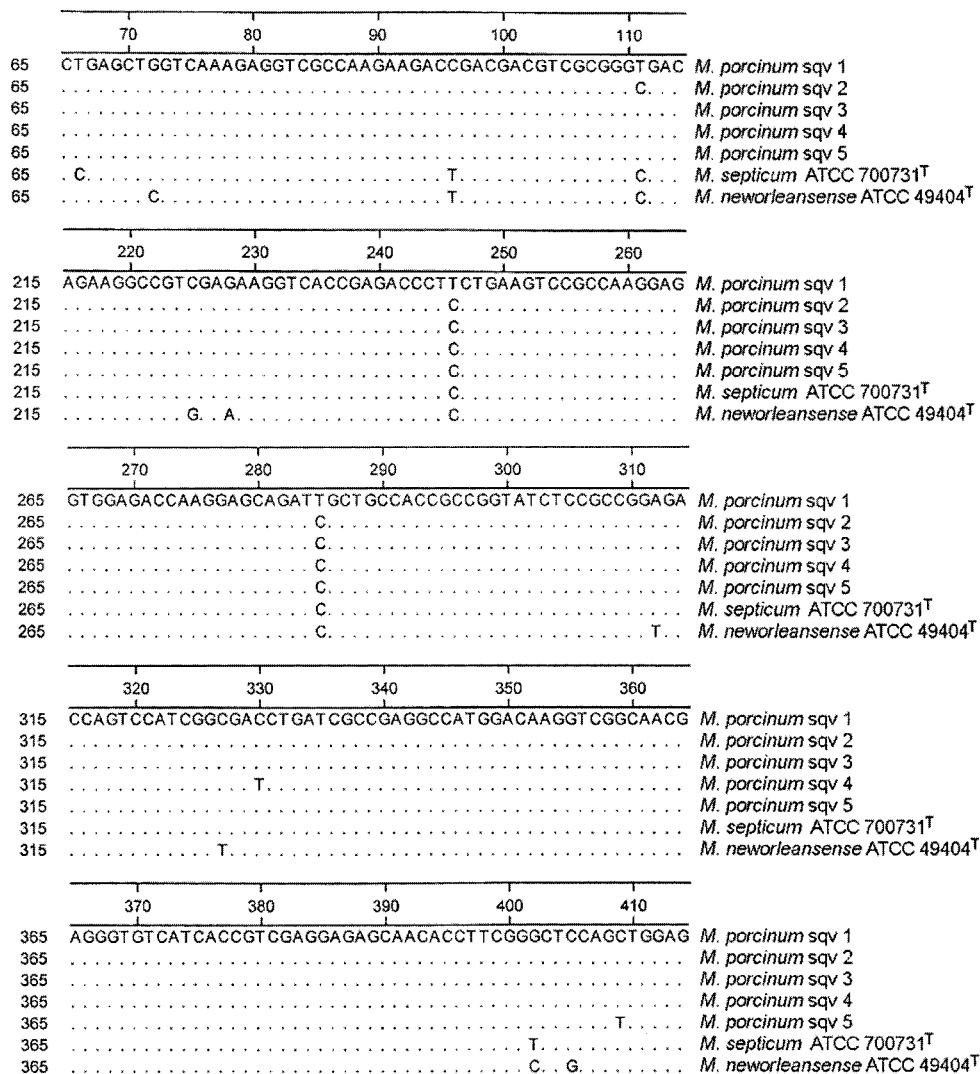 70 80 90 100 110
65 CTGAGCTGGTCAAAGAGGTCGCCAAGAAGACCGACGACGTCGCGGGTGAC M. porcinum sqv 1
65 ..............................................C... M. porcinum sqv 2
65 .................................................. M. porcinum sqv 3
65 .................................................. M. porcinum sqv 4
65 .................................................. M. porcinum sqv 5
65 .C.............................T..............C... M. septicum ATCC 700731T
65 .......C.......................T..............C... M. neworleansense ATCC 49404T
220 230 240 250 260
215 AGAAGGCCGTCGAGAAGGTCACCGAGACCCTTCTGAAGTCCGCCAAGGAG M. porcinum sqv 1
215 ...............................C.................. M. porcinum sqv 2
215 ...............................C.................. M. porcinum sqv 3
215 ...............................C.................. M. porcinum sqv 4
215 ...............................C.................. M. porcinum sqv 5
215 ...............................C.................. M. septicum ATCC 700731T
215 ..........G..A.................C.................. M. neworleansense ATCC 49404T
270 280 290 300 310
265 GTGGAGACCAAGGAGCAGATTGCTGCCACCGCCGGTATCTCCGCCGGAGA M. porcinum sqv 1
265 ....................C............................. M. porcinum sqv 2
265 ....................C............................. M. porcinum sqv 3
265 ....................C............................. M. porcinum sqv 4
265 ....................C............................. M. porcinum sqv 5
265 ....................C............................. M. septicum ATCC 700731T
265 ....................C..........................T.. M. neworleansense ATCC 49404T
320 330 340 350 360
315 CCAGTCCATCGGCGACCTGATCGCCGAGGCCATGGACAAGGTCGGCAACG M. porcinum sqv 1
315 .................................................. M. porcinum sqv 2
315 .................................................. M. porcinum sqv 3
315 ...............T.................................. M. porcinum sqv 4
315 .................................................. M. porcinum sqv 5
315 .................................................. M. septicum ATCC 700731T
315 ............T..................................... M. neworleansense ATCC 49404T
370 380 390 400 410
365 AGGGTGTCATCACCGTCGAGGAGAGCAACACCTTCGGGCTCCAGCTGGAG M. porcinum sqv 1
365 .................................................. M. porcinum sqv 2
365 .................................................. M. porcinum sqv 3
365 .................................................. M. porcinum sqv 4
365 ............................................T..... M. porcinum sqv 5
365 .....................................T............ M. septicum ATCC 700731T
365 .....................................C..G......... M. neworleansense ATCC 49404T